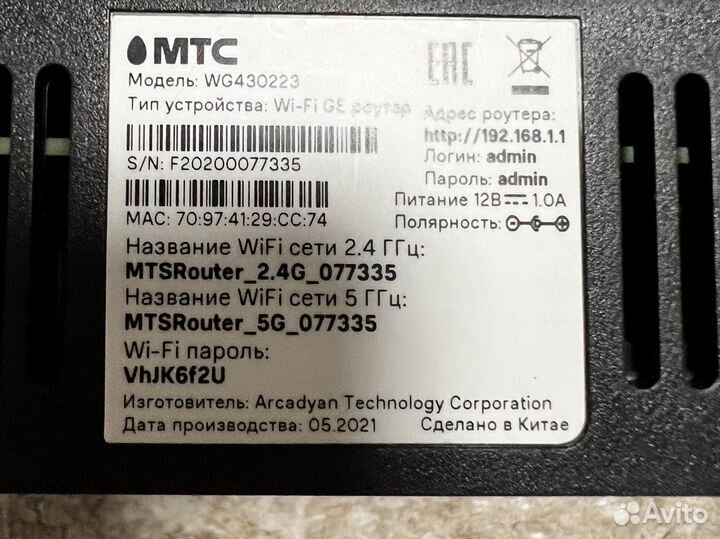 МТС
EAC
Модель: WG430223
Тип устройства: Wi-Fi GE роутер
Адрес роутера:
http://192.168.1.1
Логин: admin
Пароль: admin
S/N: F20200077335
Питание 12В 1.0А
MAC: 70:97:41:29:CC:74
Полярность:
Название WiFi сети 2.4 ГГц:
MTSRouter_2.4G_077335
Название WiFi сети 5 ГГц:
MTSRouter_5G_077335
Wi-Fi пароль:
VhJK6f2U
Изготовитель: Arcadyan Technology Corporation
Дата производства: 05.2021 Сделано в Китае
Avito